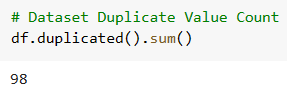 # Dataset Duplicate Value Count
df.duplicated().sum()
98